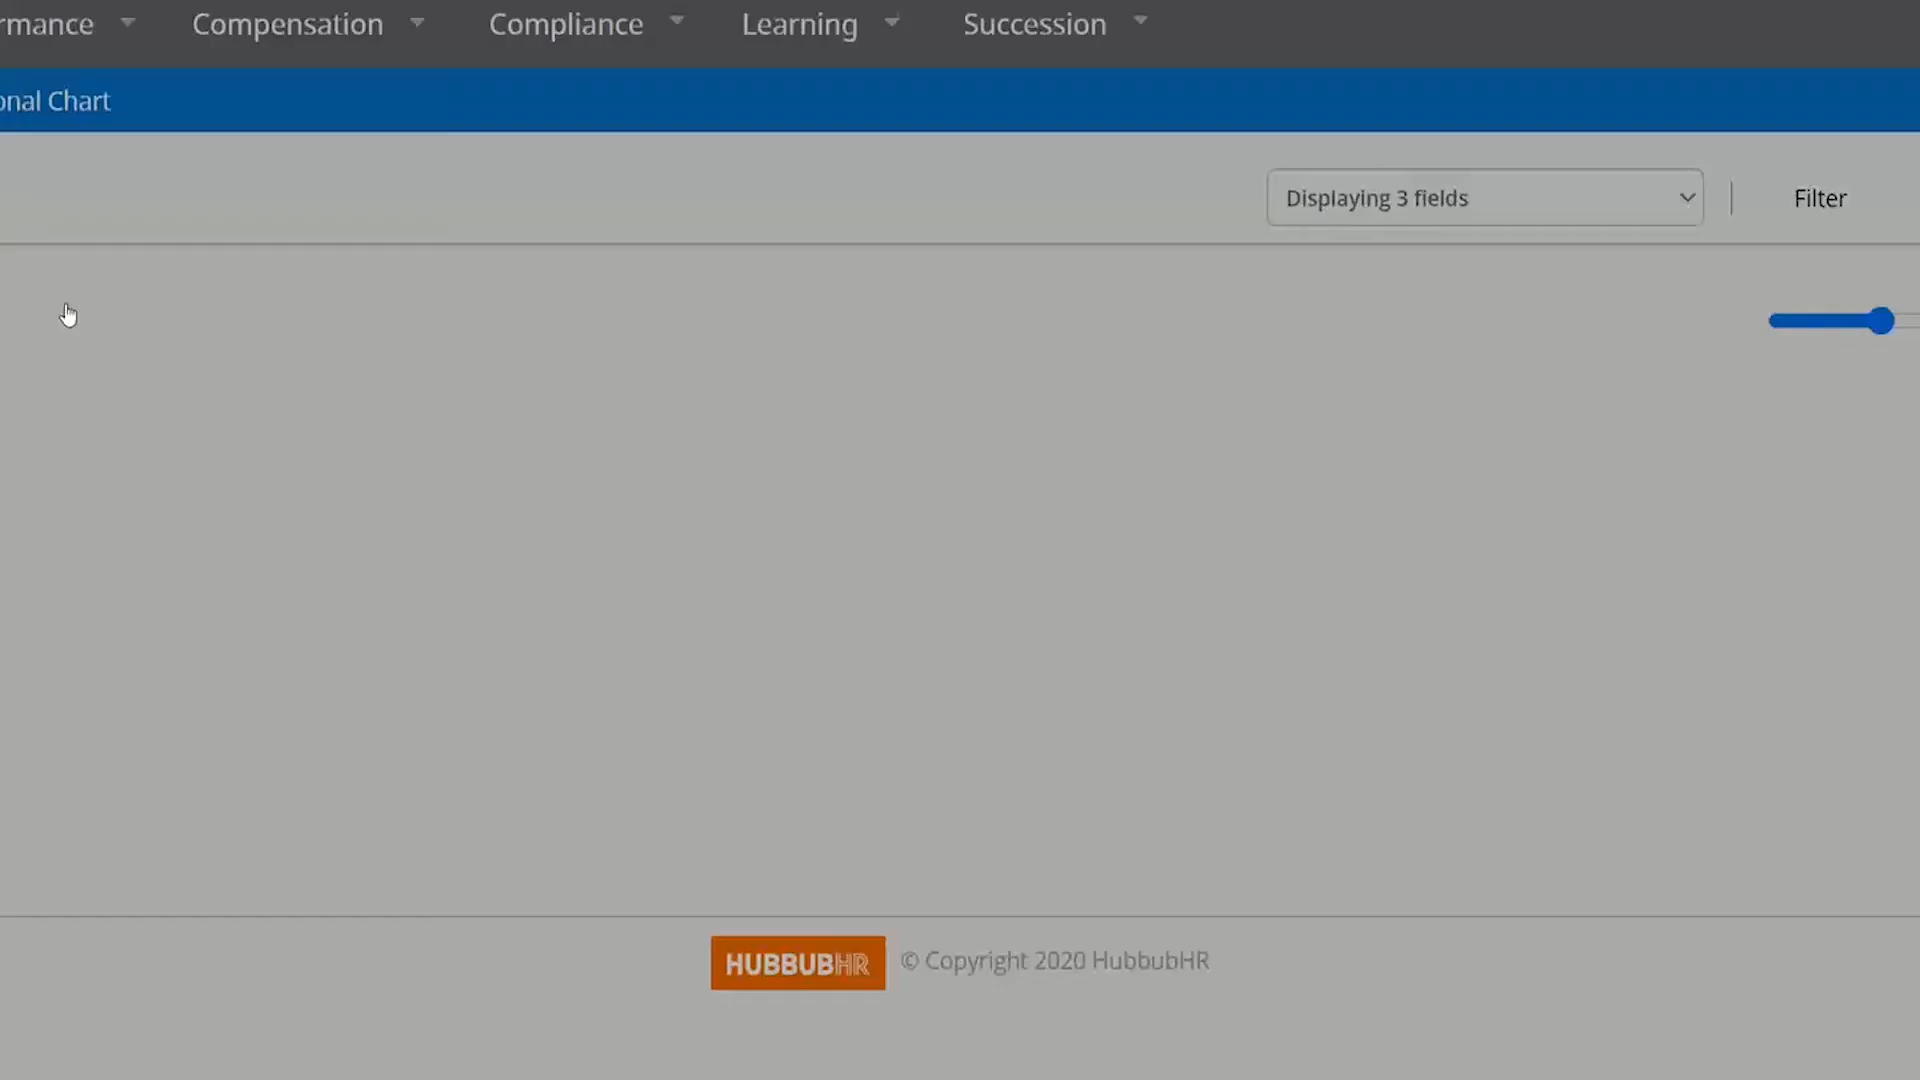 rmance Compensation Compliance Learning Succession
onal Chart
Displaying 3 fields
Filter
HUBBUBHR © Copyright 2020 HubbubHR